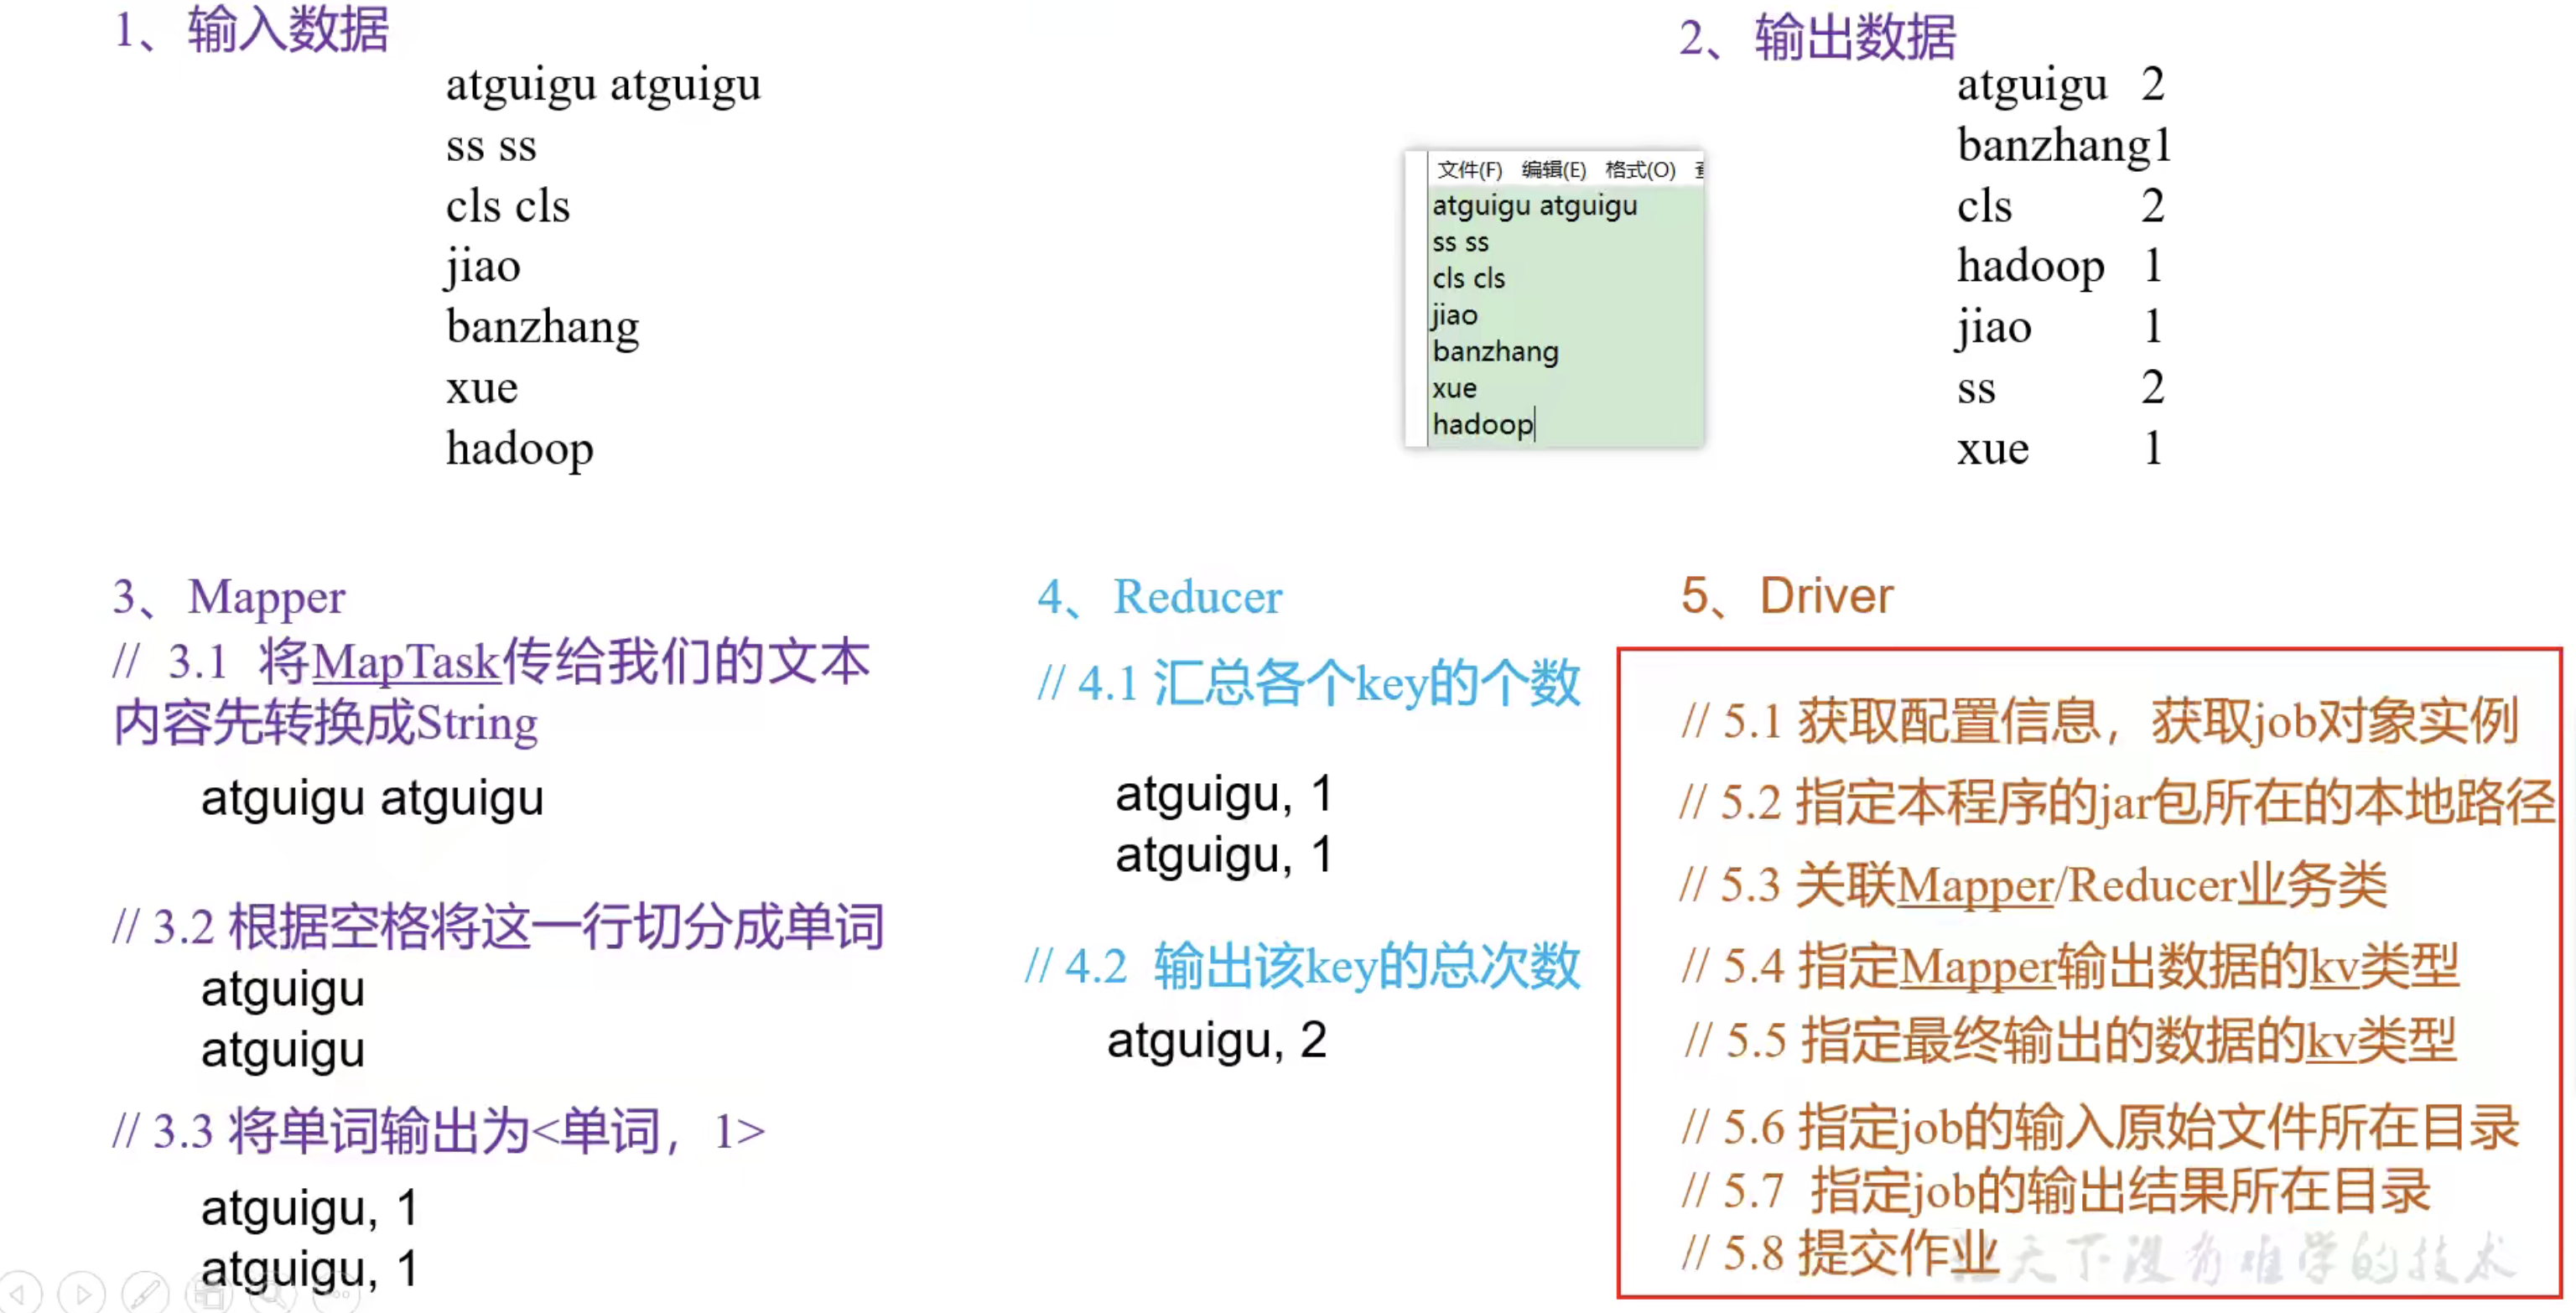 1、输入数据
atguigu atguigu
ss ss
cls cls
jiao
banzhang
xue
hadoop
文件(F) 编辑(E) 格式(O)
atguigu atguigu
ss ss
cls cls
jiao
banzhang
xue
hadoop
2、输出数据
atguigu 2
banzhang1
cls 2
hadoop 1
jiao 1
ss 2
xue 1
3、Mapper
// 3.1 将MapTask传给我们的文本
内容先转换成String
atguigu atguigu
// 3.2 根据空格将这一行切分成单词
atguigu
atguigu
// 3.3 将单词输出为<单词，1>
atguigu, 1
atguigu, 1
4、Reducer
// 4.1 汇总各个key的个数
atguigu, 1
atguigu, 1
// 4.2 输出该key的总次数
atguigu, 2
5、Driver
// 5.1 获取配置信息，获取job对象实例
// 5.2 指定本程序的jar包所在的本地路径
// 5.3 关联Mapper/Reducer业务类
// 5.4 指定Mapper输出数据的kv类型
// 5.5 指定最终输出的数据的kv类型
// 5.6 指定job的输入原始文件所在目录
// 5.7 指定job的输出结果所在目录
// 5.8 提交作业
天下没有难学的技术